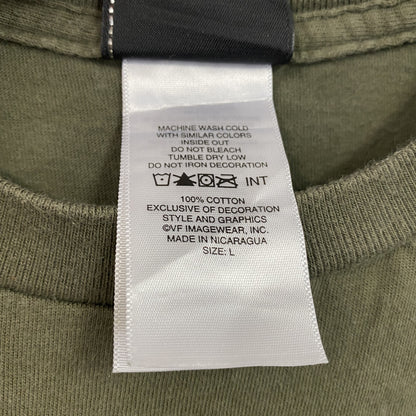 MACHINE WASH COLD
WITH SIMILAR COLORS
INSIDE OUT
DO NOT BLEACH
TUMBLE DRY LOW
DO NOT IRON DECORATION
INT
100% COTTON
EXCLUSIVE OF DECORATION
STYLE AND GRAPHICS
©VF IMAGEWEAR, INC.
MADE IN NICARAGUA
SIZE: L